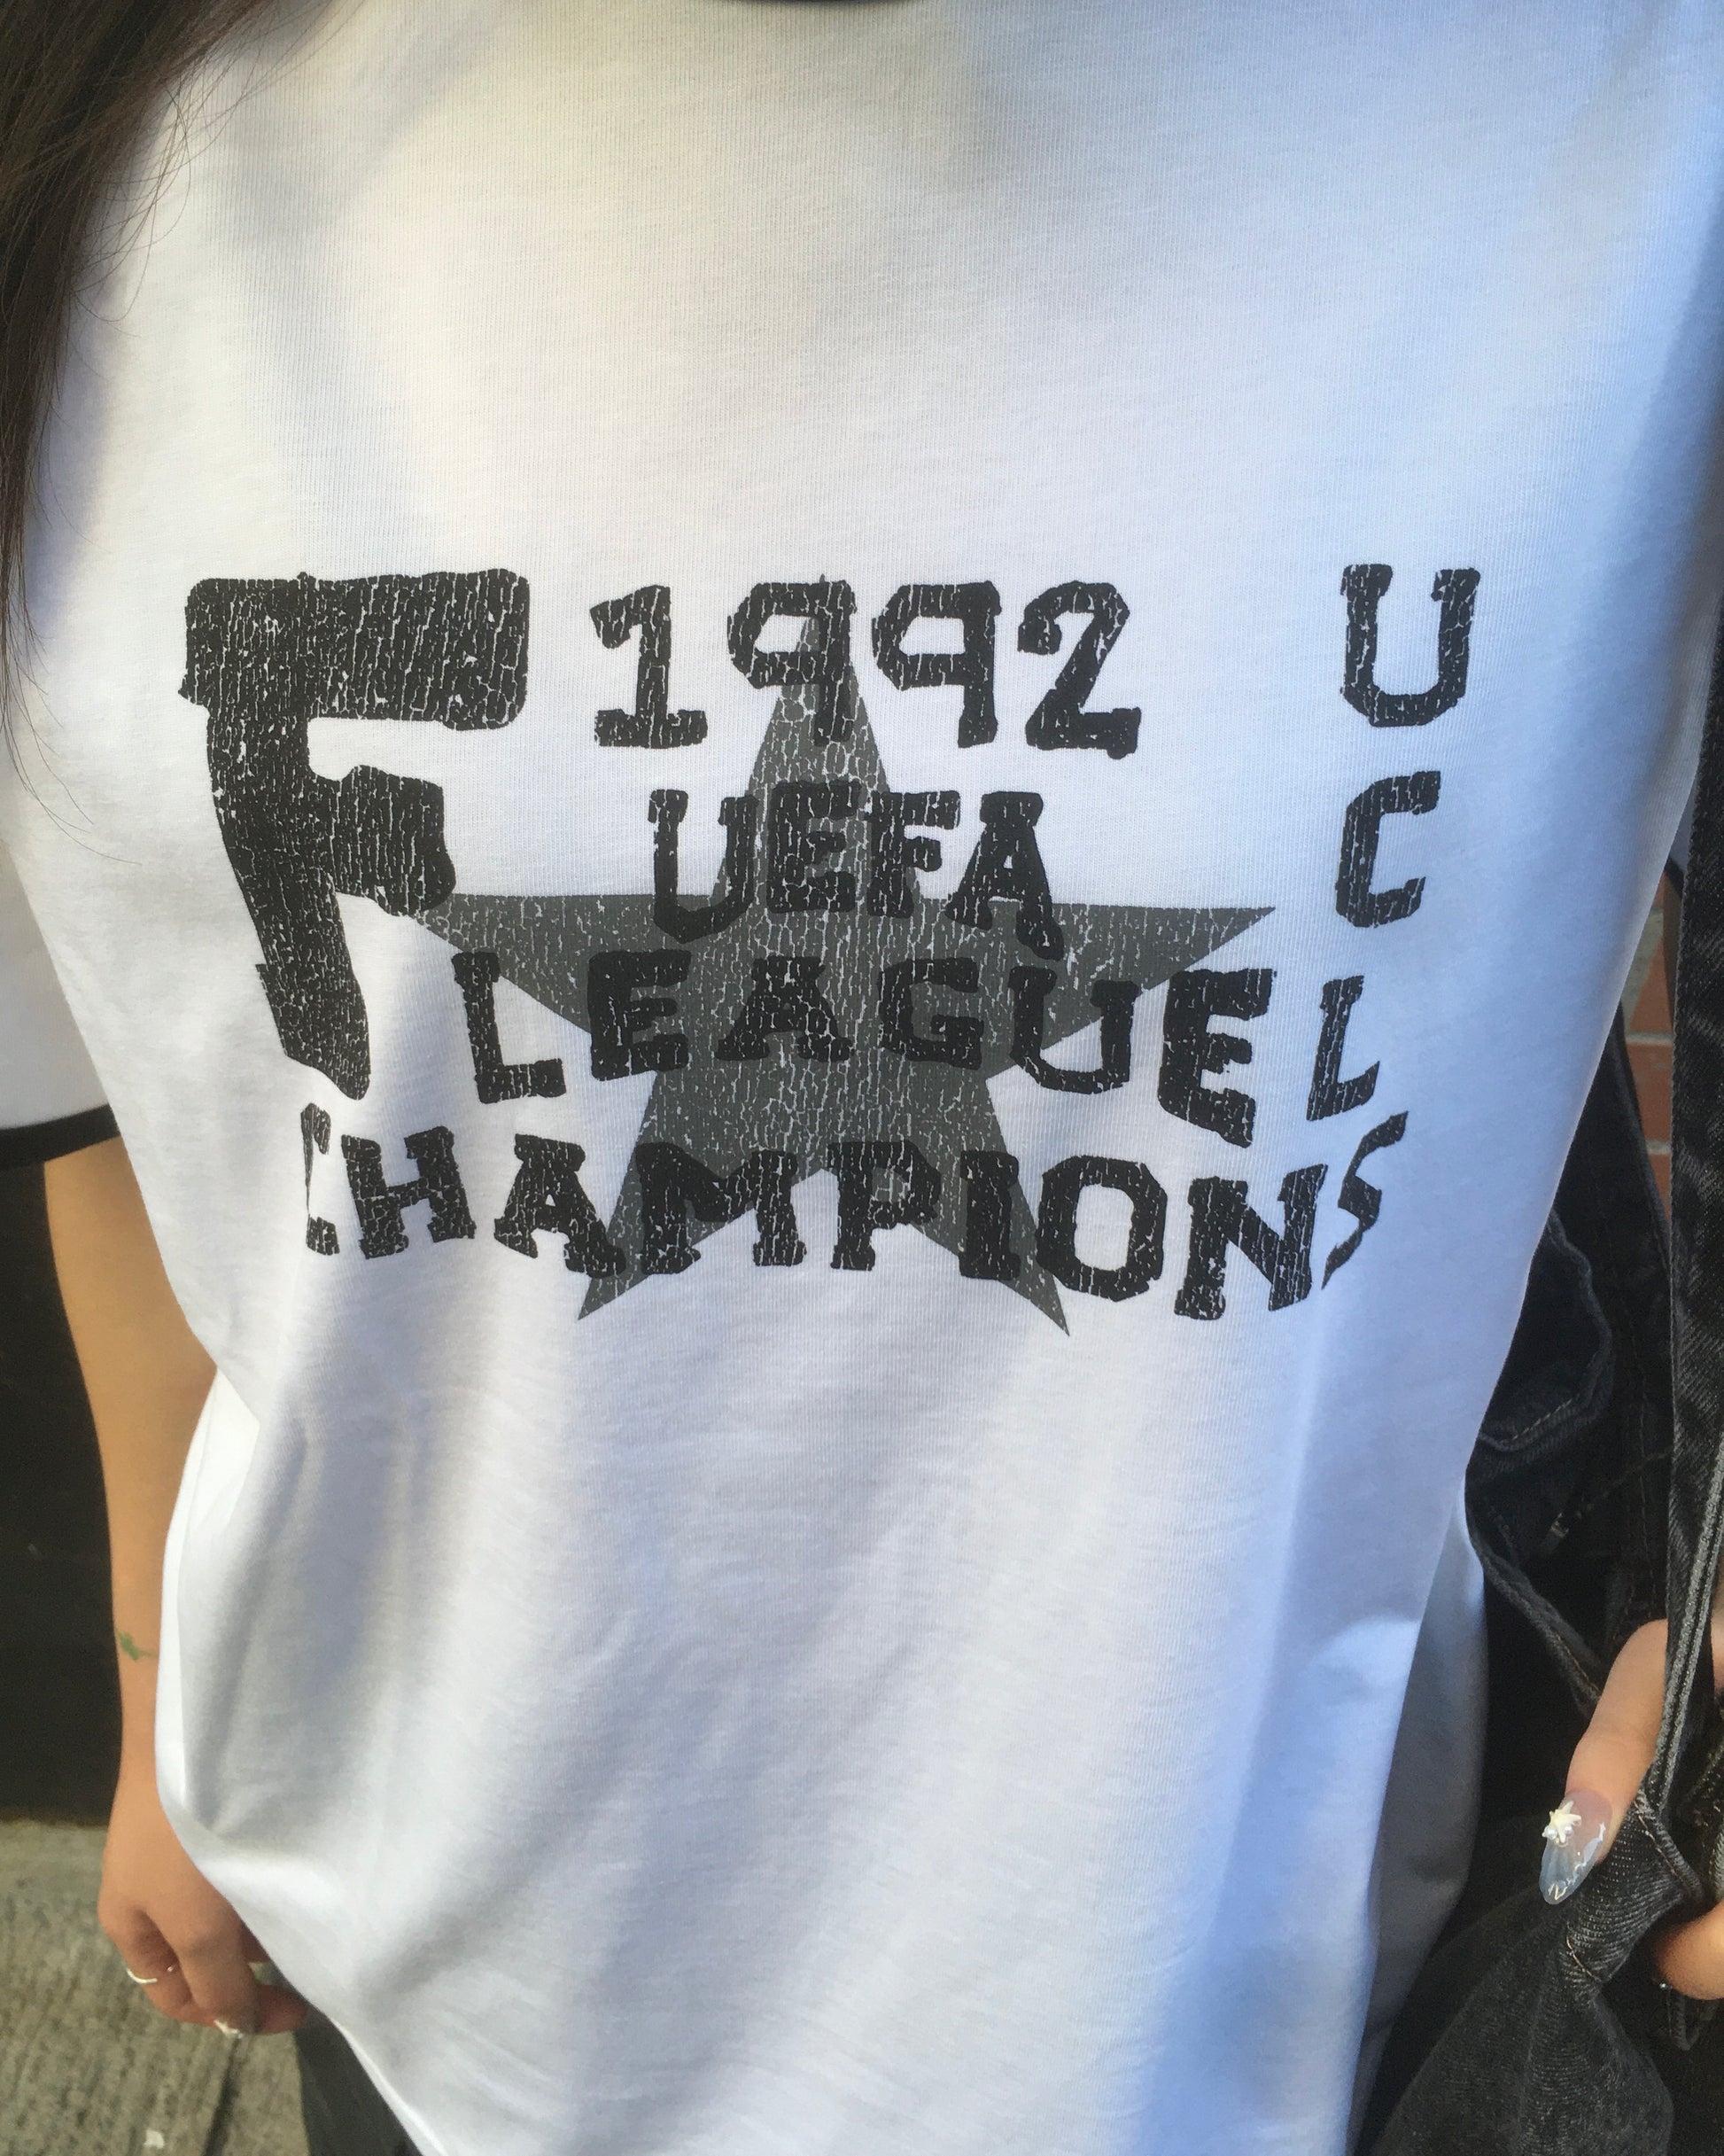 F 1992
UEFA
LEAGUE
CHAMPIONS
U
C
L